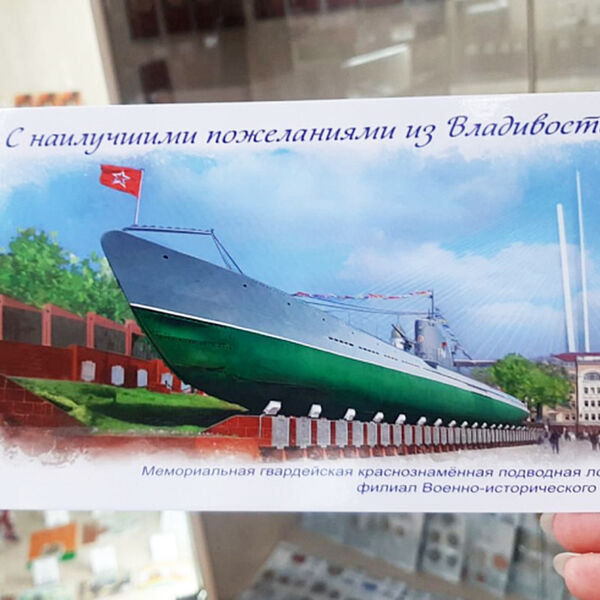 С наилучшими пожеланиями из Владивост
Мемориальная гвардейская краснознамённая подводная ло
филиал Военно-исторического